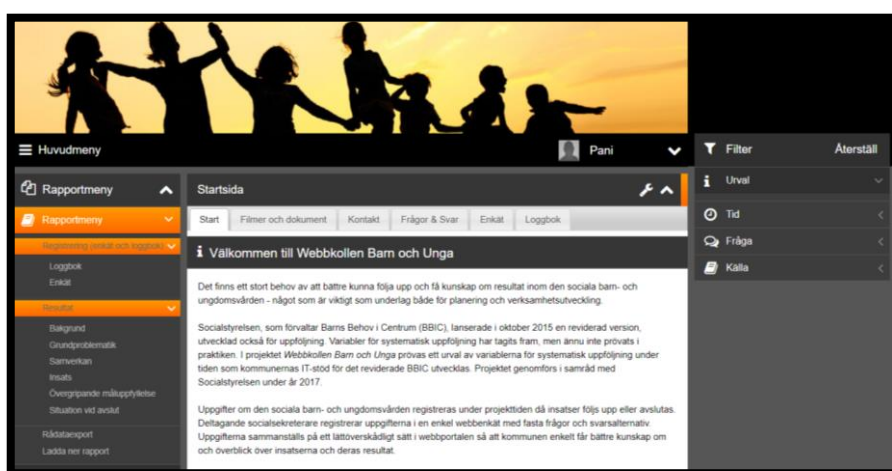 Huvudmeny
Pani
Filter
Återställ
Rapportmeny
Rapportmeny
Registrering (enkät och loggbok)
Loggbok
Enkät
Resultat
Bakgrund
Grundproblematik
Samverkan
Insats
Övergripande måluppfyllelse
Situation vid avslut
Rådataexport
Ladda ner rapport
Startsida
Start
Filmer och dokument
Kontakt
Frågor & Svar
Enkät
Loggbok
Välkommen till Webbkollen Barn och Unga
Det finns ett stort behov av att bättre kunna följa upp och få kunskap om resultat inom den sociala barn- och
ungdomsvården - något som är viktigt som underlag både för planering och verksamhetsutveckling.
Socialstyrelsen, som förvaltar Barns Behov i Centrum (BBIC), lanserade i oktober 2015 en reviderad version,
utvecklad också för uppföljning. Variabler för systematisk uppföljning har tagits fram, men ännu inte prövats i
praktiken. I projektet Webbkollen Barn och Unga prövas ett urval av variablerna för systematisk uppföljning under
tiden som kommunernas IT-stöd för det reviderade BBIC utvecklas. Projektet genomförs i samråd med
Socialstyrelsen under år 2017.
Uppgifter om den sociala barn- och ungdomsvården registreras under projekttiden då insatser följs upp eller avslutas.
Deltagande socialsekreterare registrerar uppgifterna i en enkel webbenkät med fasta frågor och svarsalternativ.
Uppgifterna sammanställs på ett lättöverskådligt sätt i webbportalen så att kommunen enkelt får bättre kunskap om
och överblick över insatserna och deras resultat.
Urval
Tid
Fråga
Källa